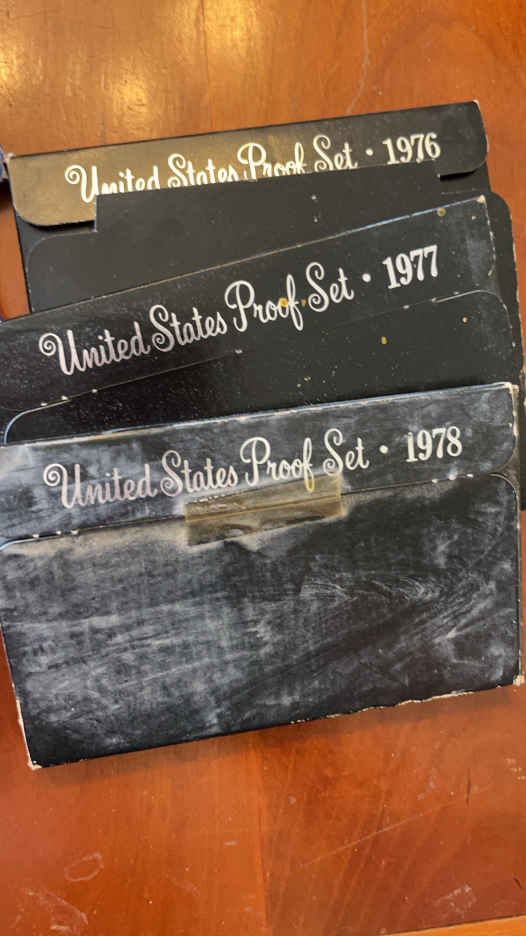 United States Proof Set • 1976
United States Proof Set • 1977
United States Proof Set • 1978